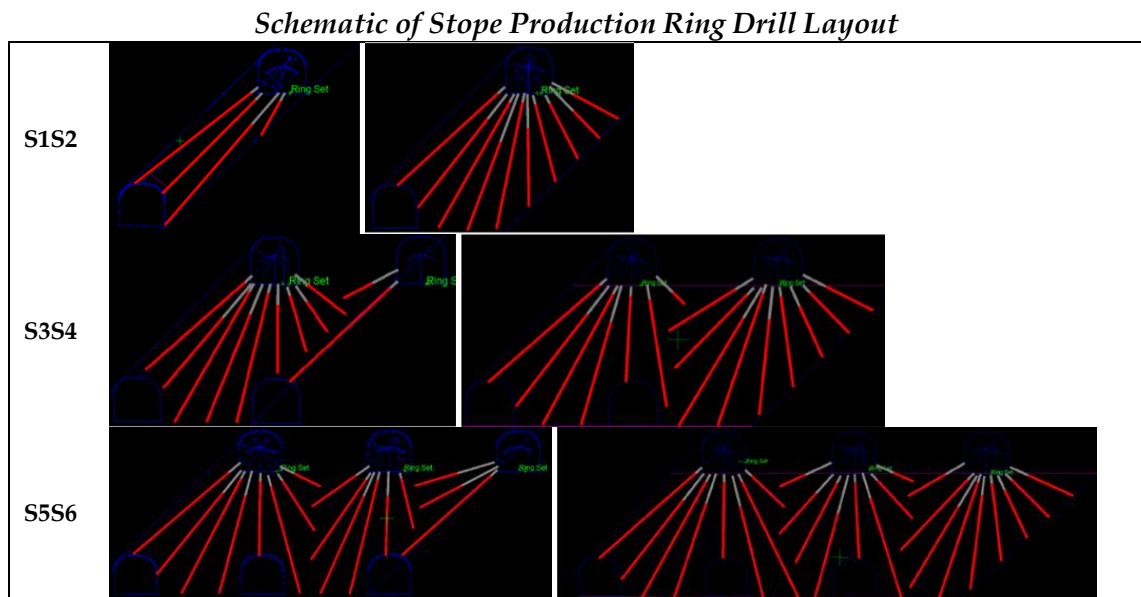 Schematic of Stope Production Ring Drill Layout
S1S2
Ring Set
Ring Set
S3S4
Ring Set
Ring Set
Ring Set
Ring Set
S5S6
Ring Set
Ring Set
Ring Set
Ring Set
Ring Set
Ring Set